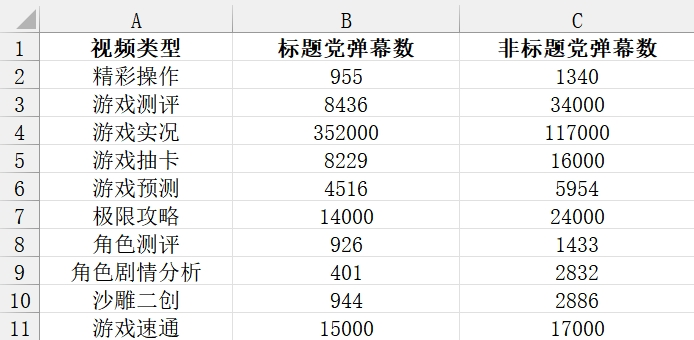 A B C
1 视频类型 标题党弹幕数 非标题党弹幕数
2 精彩操作 955 1340
3 游戏测评 8436 34000
4 游戏实况 352000 117000
5 游戏抽卡 8229 16000
6 游戏预测 4516 5954
7 极限攻略 14000 24000
8 角色测评 926 1433
9 角色剧情分析 401 2832
10 沙雕二创 944 2886
11 游戏速通 15000 17000